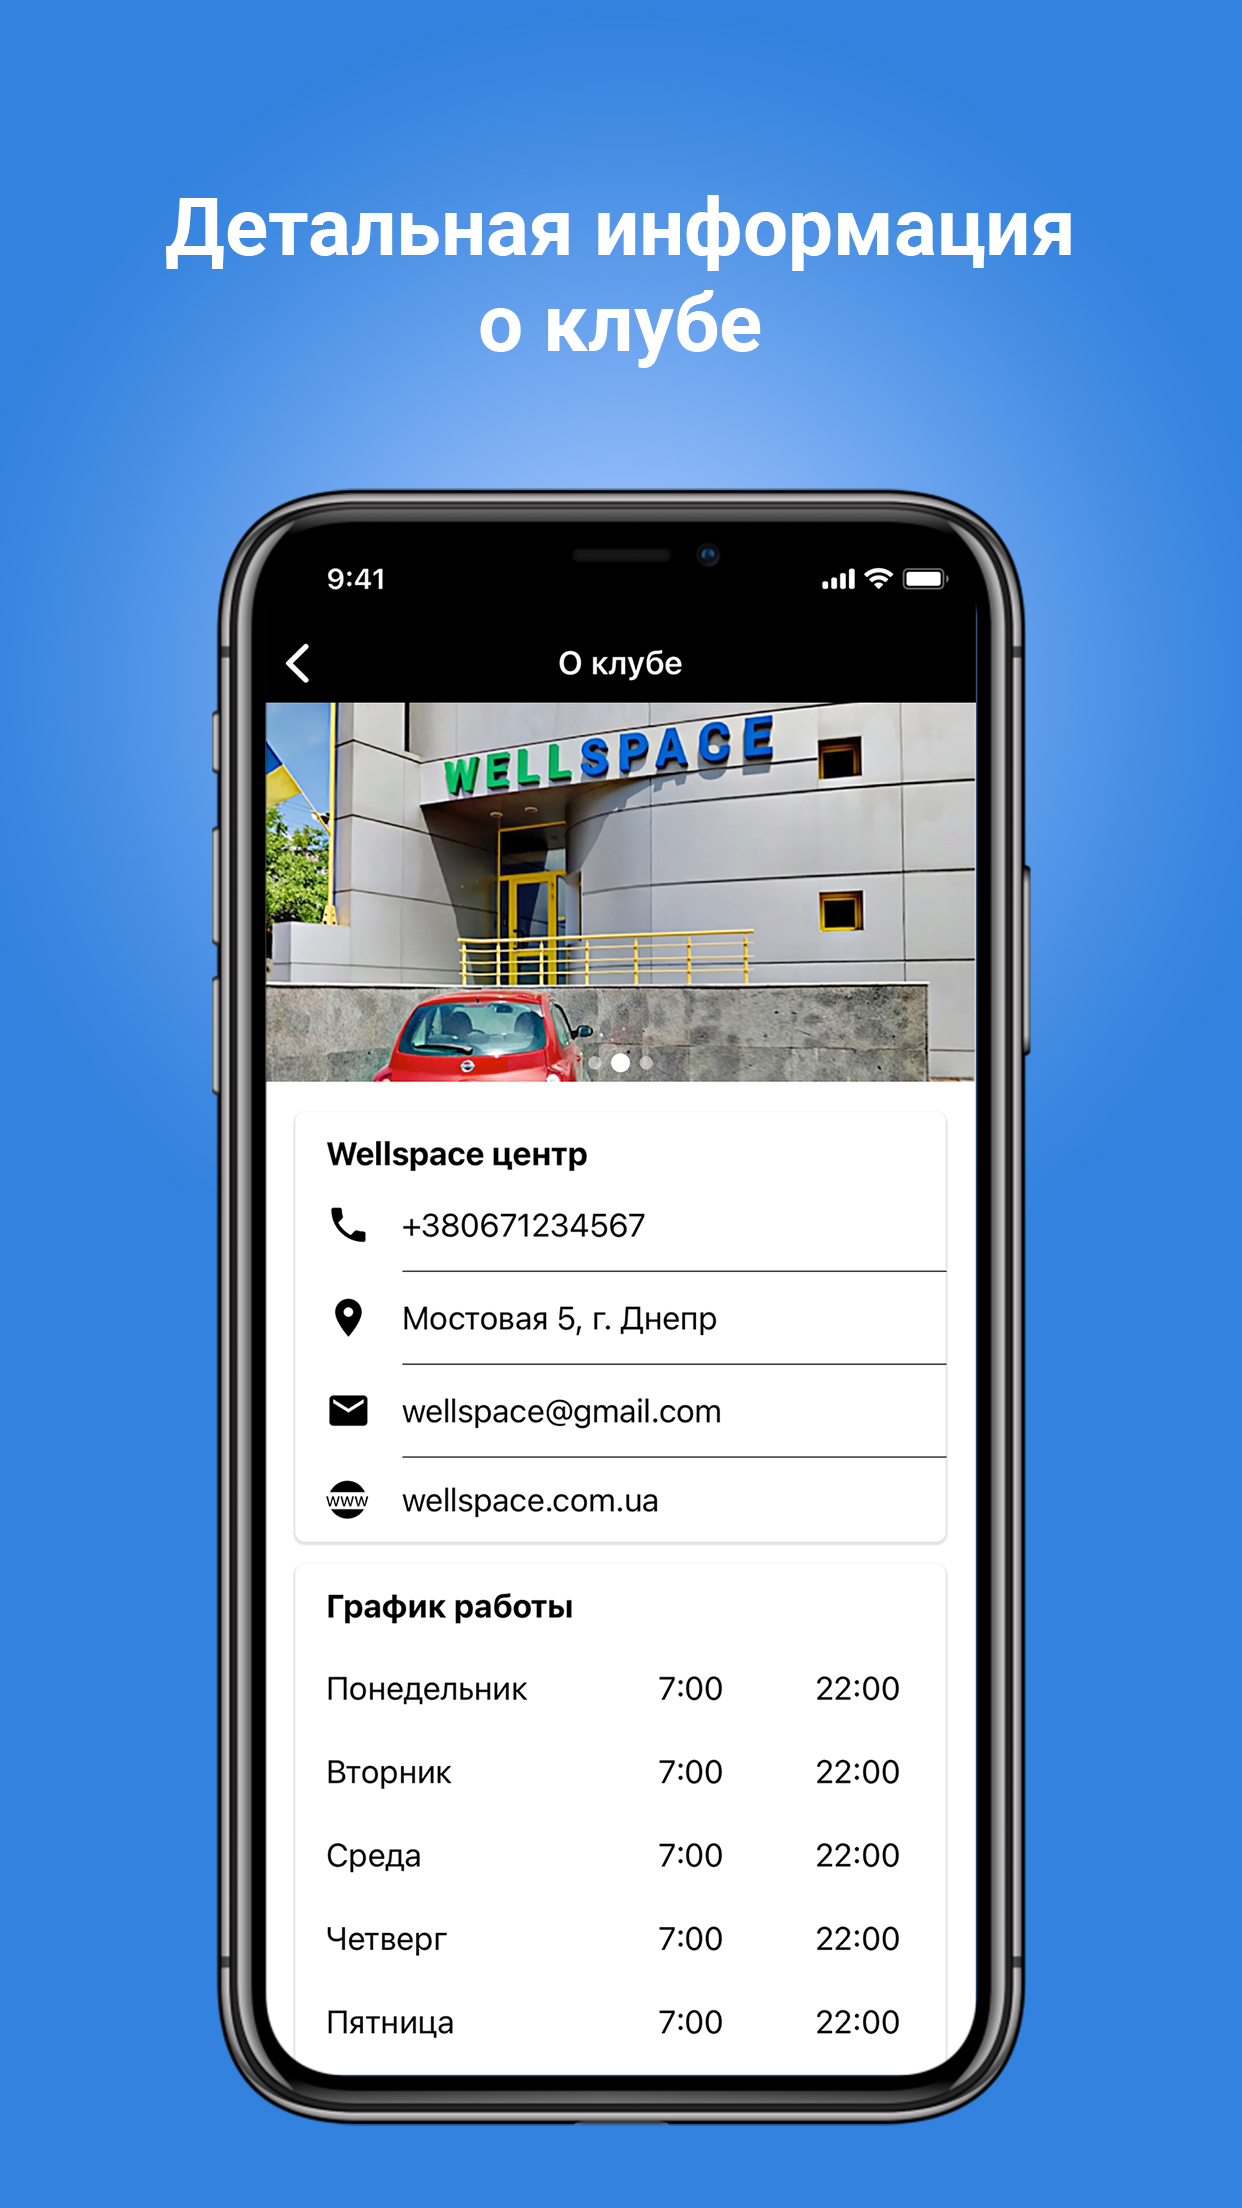 Детальная информация
о клубе
9:41
О клубе
WELLSPACE
Wellspace центр
+380671234567
Мостовая 5, г. Днепр
wellspace@gmail.com
www wellspace.com.ua
График работы
Понедельник 7:00 22:00
Вторник 7:00 22:00
Среда 7:00 22:00
Четверг 7:00 22:00
Пятница 7:00 22:00